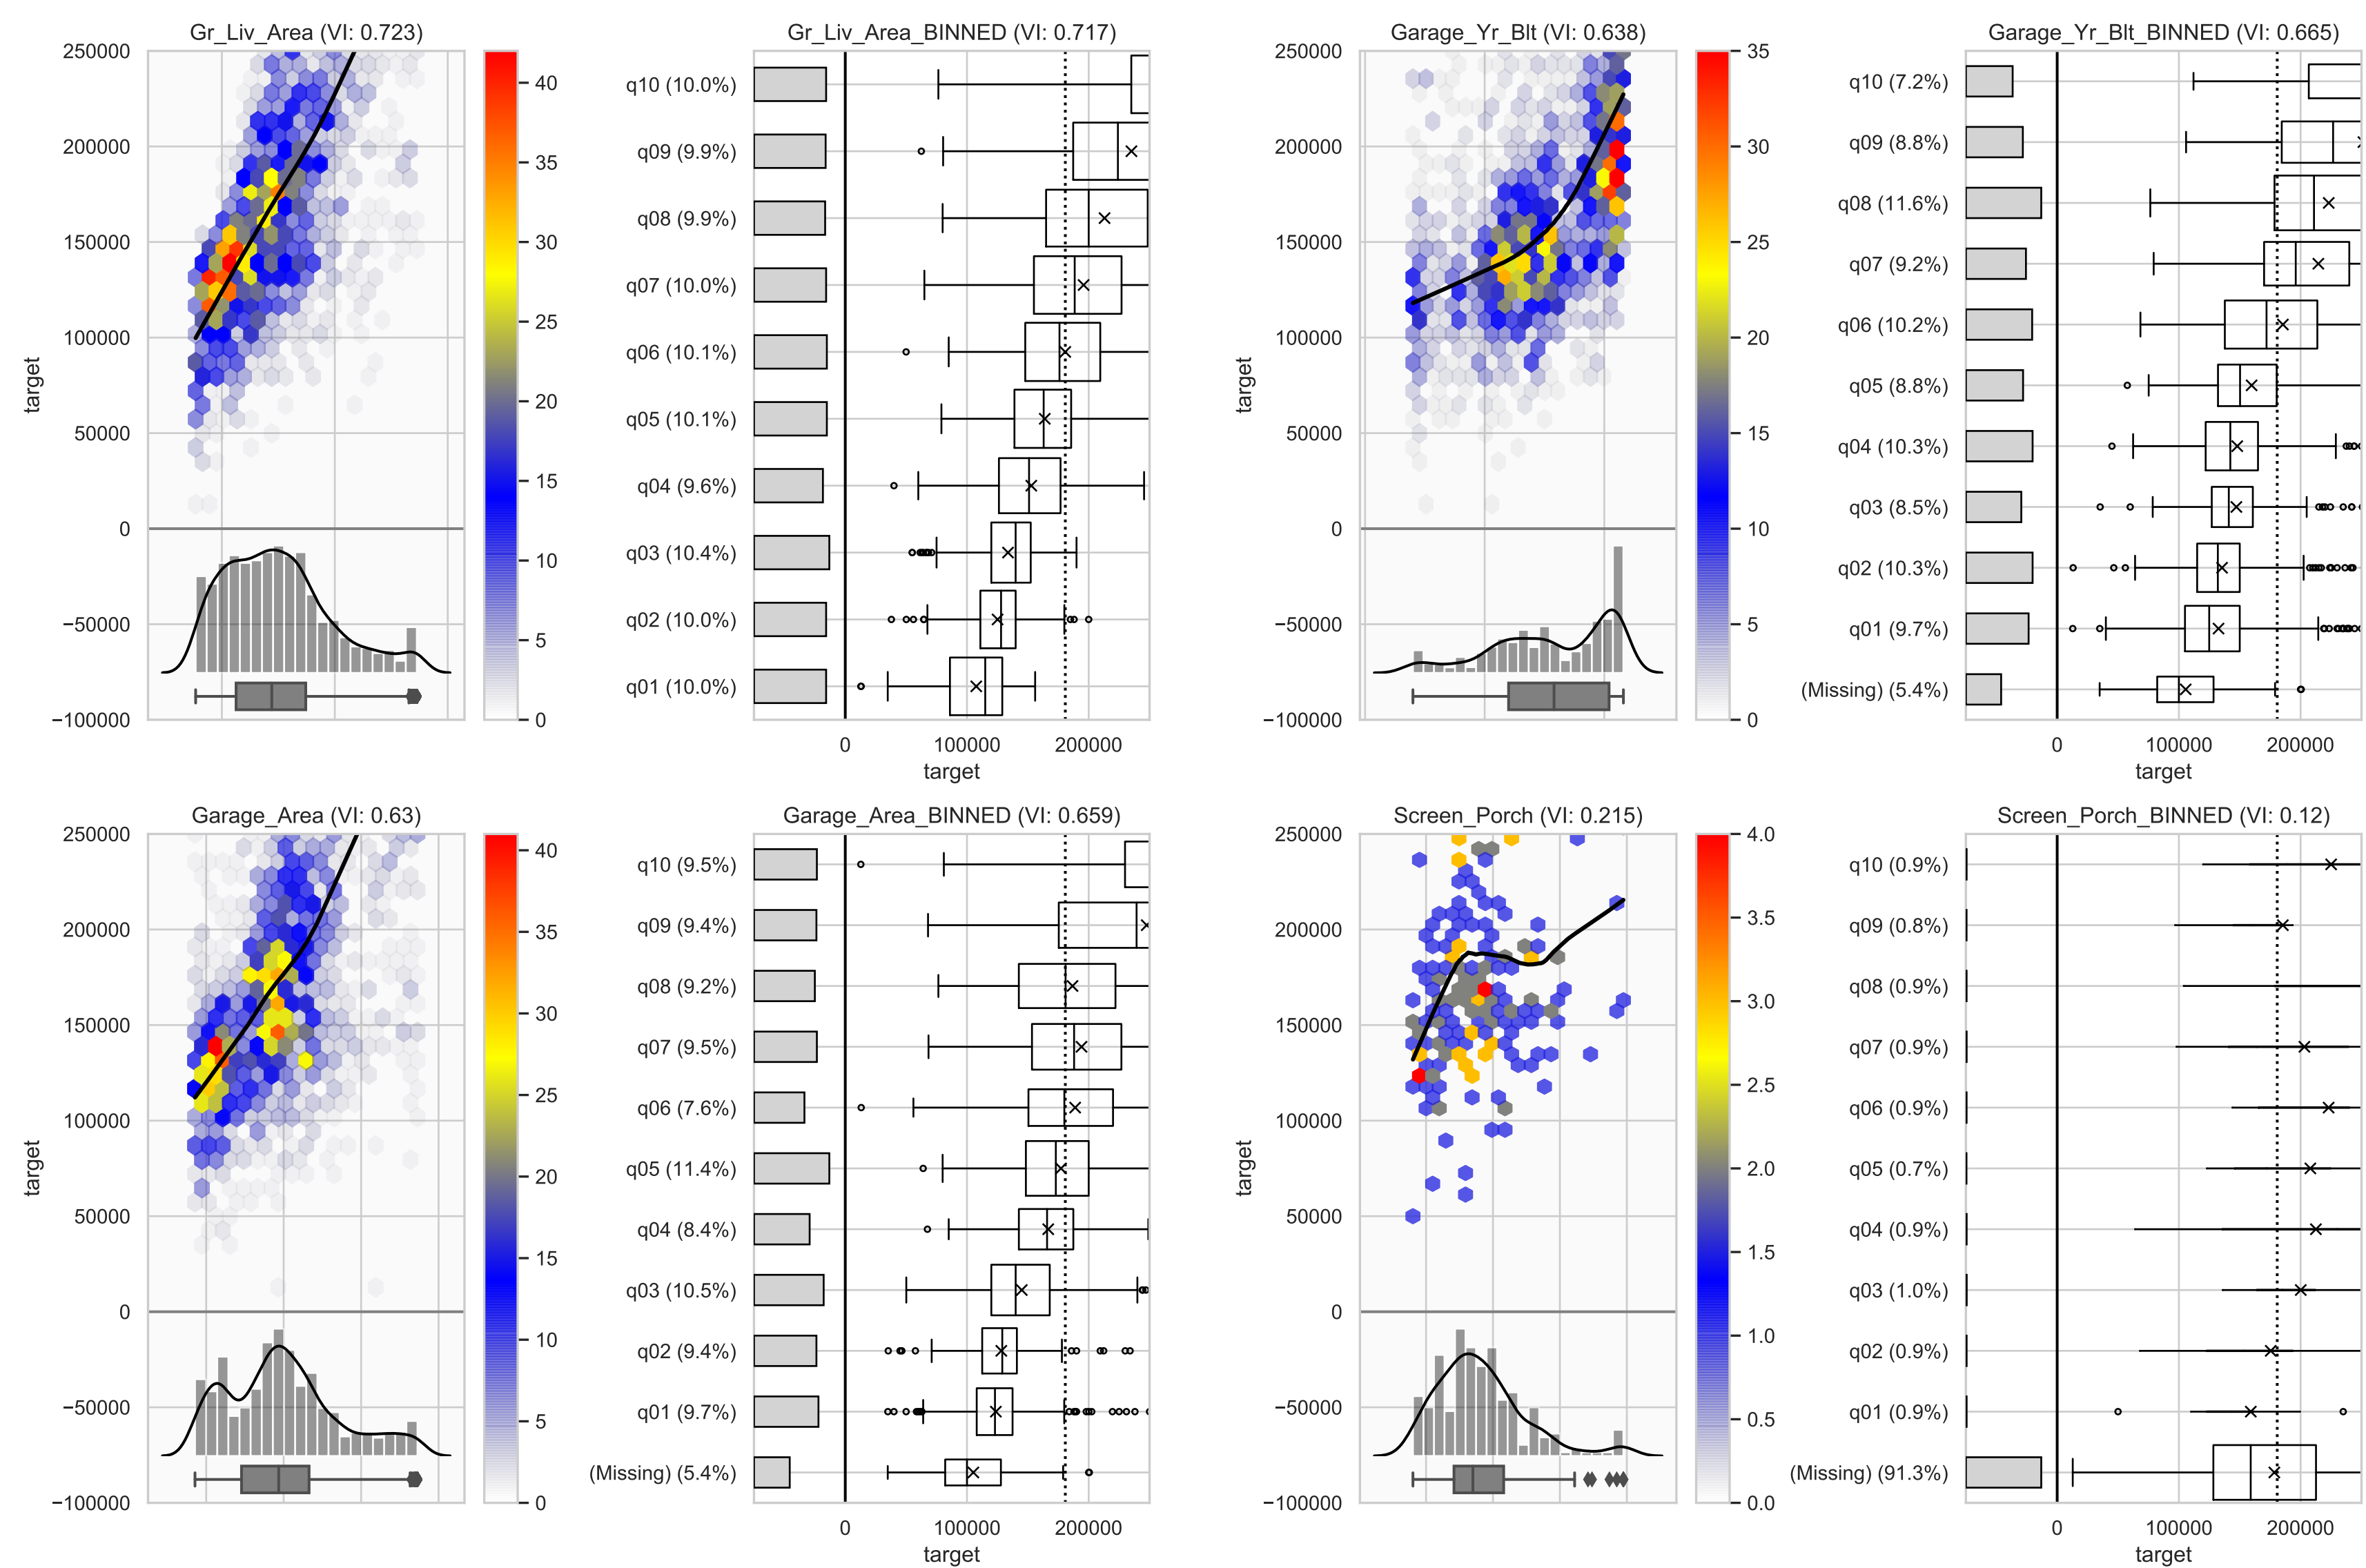 Gr_Liv_Area (VI: 0.723)
250000
200000
150000
100000
50000
0
−50000
−100000
target
40
35
30
25
20
15
10
5
0
Gr_Liv_Area_BINNED (VI: 0.717)
q10 (10.0%)
q09 (9.9%)
q08 (9.9%)
q07 (10.0%)
q06 (10.1%)
q05 (10.1%)
q04 (9.6%)
q03 (10.4%)
q02 (10.0%)
q01 (10.0%)
0 100000 200000
target
Garage_Yr_Blt (VI: 0.638)
250000
200000
150000
100000
50000
0
−50000
−100000
target
35
30
25
20
15
10
5
0
Garage_Yr_Blt_BINNED (VI: 0.665)
q10 (7.2%)
q09 (8.8%)
q08 (11.6%)
q07 (9.2%)
q06 (10.2%)
q05 (8.8%)
q04 (10.3%)
q03 (8.5%)
q02 (10.3%)
q01 (9.7%)
(Missing) (5.4%)
0 100000 200000
target
Garage_Area (VI: 0.63)
250000
200000
150000
100000
50000
0
−50000
−100000
target
40
35
30
25
20
15
10
5
0
Garage_Area_BINNED (VI: 0.659)
q10 (9.5%)
q09 (9.4%)
q08 (9.2%)
q07 (9.5%)
q06 (7.6%)
q05 (11.4%)
q04 (8.4%)
q03 (10.5%)
q02 (9.4%)
q01 (9.7%)
(Missing) (5.4%)
0 100000 200000
target
Screen_Porch (VI: 0.215)
250000
200000
150000
100000
50000
0
−50000
−100000
target
4.0
3.5
3.0
2.5
2.0
1.5
1.0
0.5
0.0
Screen_Porch_BINNED (VI: 0.12)
q10 (0.9%)
q09 (0.8%)
q08 (0.9%)
q07 (0.9%)
q06 (0.9%)
q05 (0.7%)
q04 (0.9%)
q03 (1.0%)
q02 (0.9%)
q01 (0.9%)
(Missing) (91.3%)
0 100000 200000
target